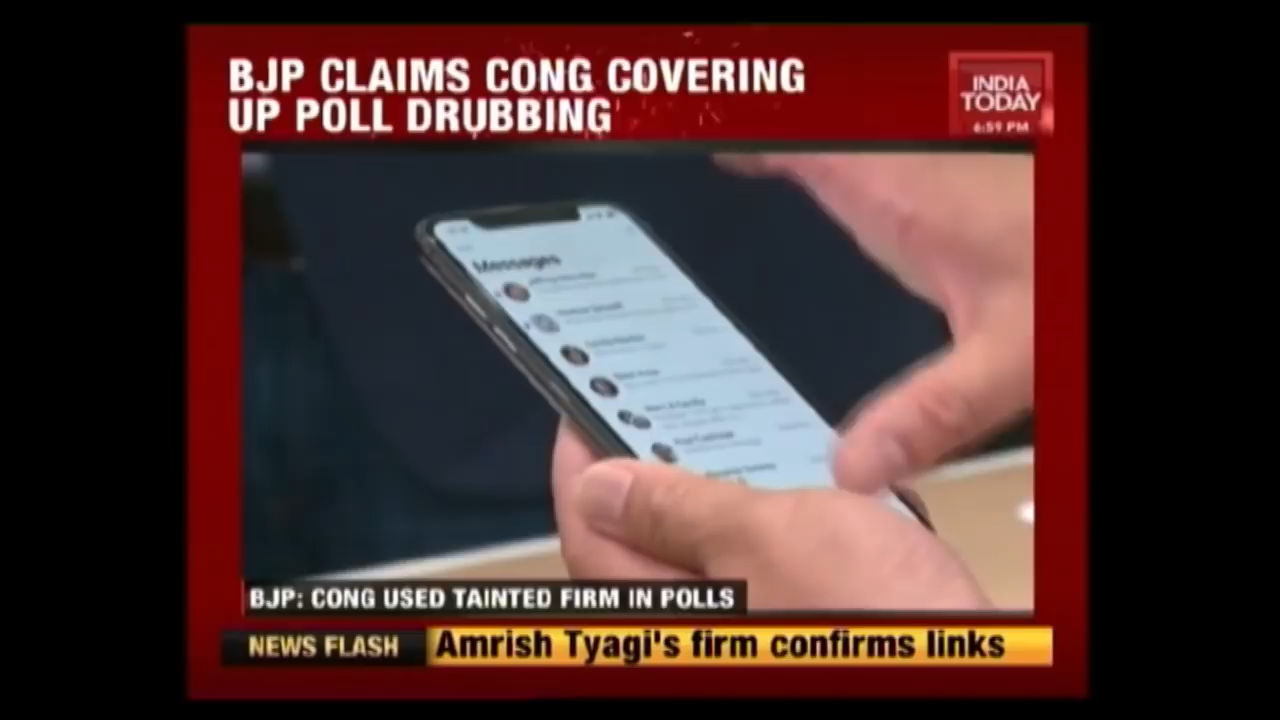 BJP CLAIMS CONG COVERING
UP POLL DRUBBING
INDIA
TODAY
6:59 PM
Messages
BJP: CONG USED TAINTED FIRM IN POLLS
NEWS FLASH
Amrish Tyagi's firm confirms links